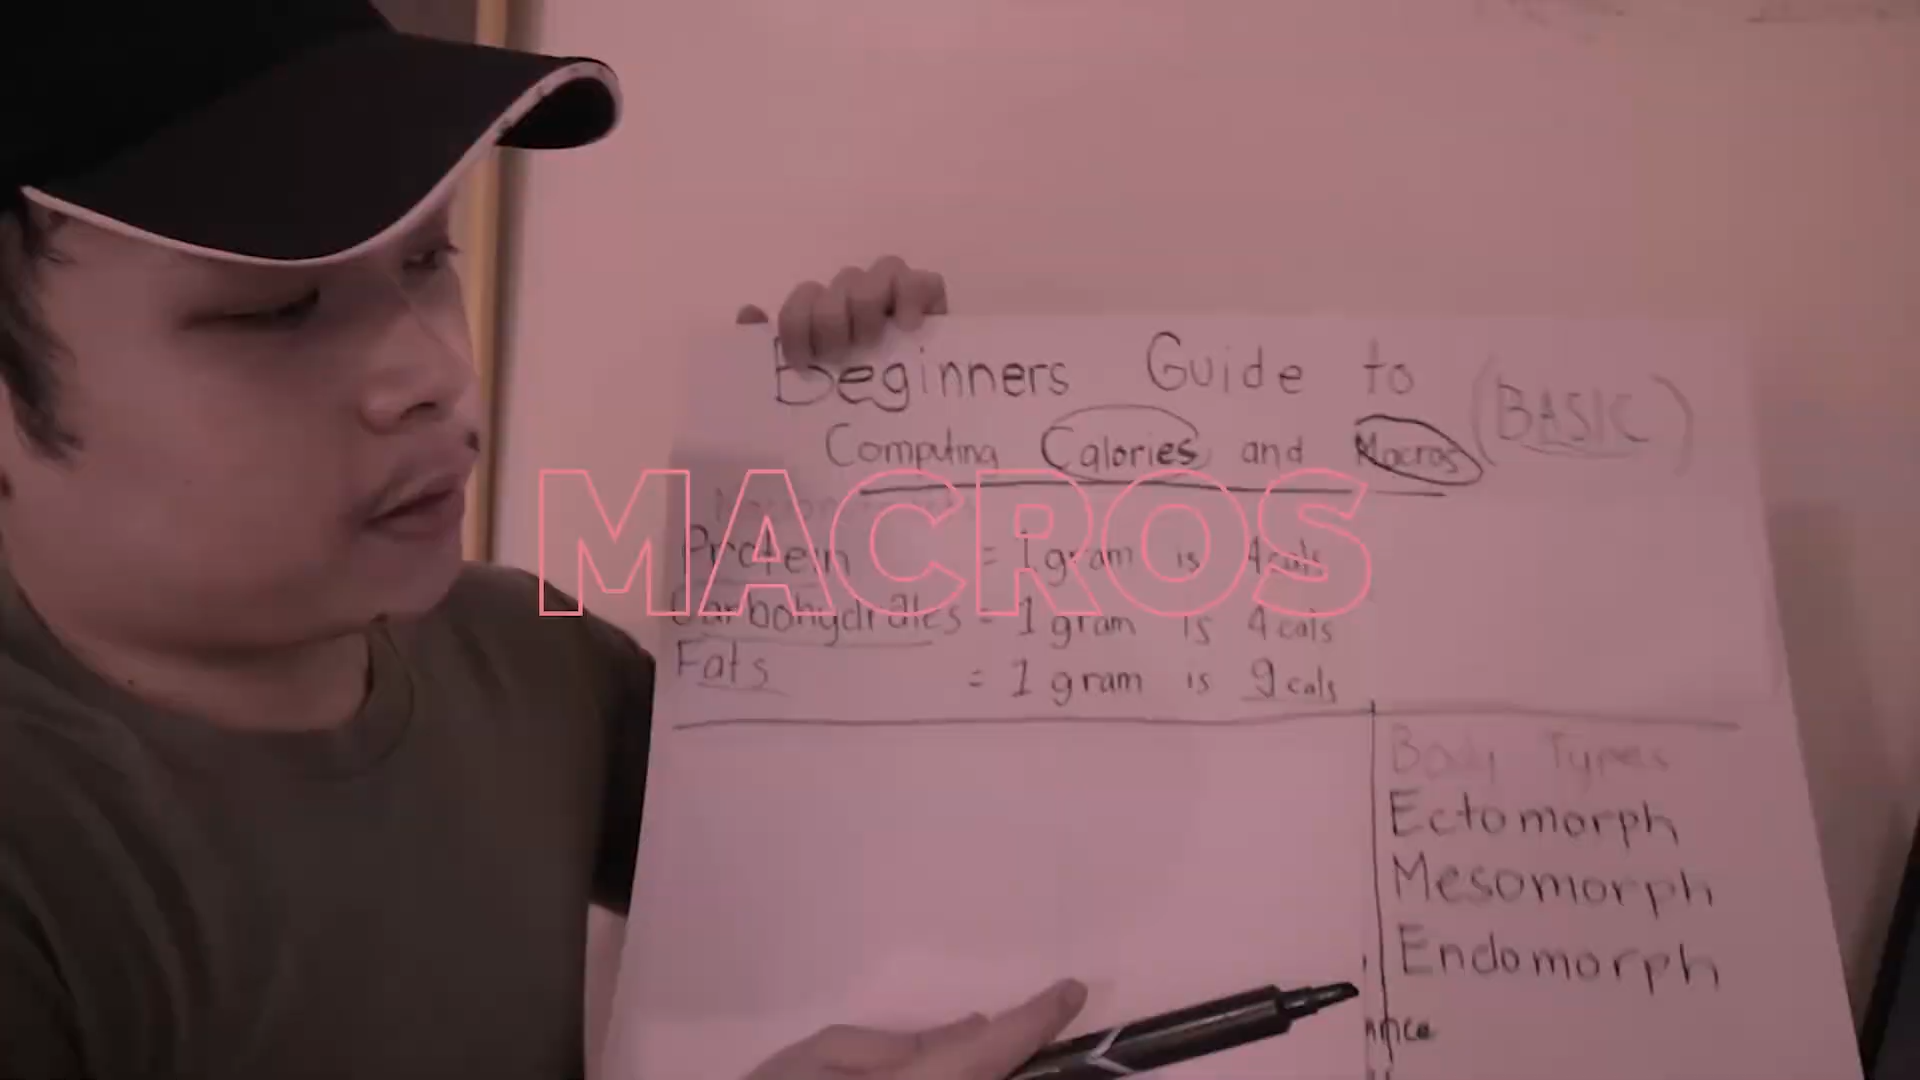 Beginners Guide to (BASIC)
Computing Calories and Macros
MACROS
Protein = 1 gram is 4 cals
Carbohydrates = 1 gram is 4 cals
Fats = 1 gram is 9 cals
Body Types
Ectomorph
Mesomorph
Endomorph